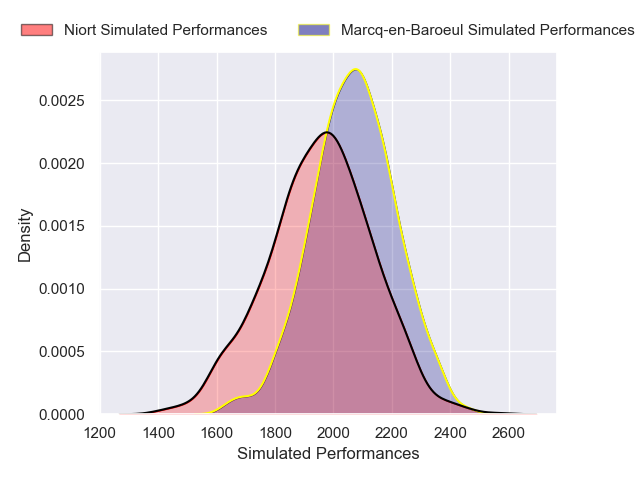 Niort Simulated Performances
Marcq-en-Baroeul Simulated Performances
Density
0.0025
0.0020
0.0015
0.0010
0.0005
0.0000
1200 1400 1600 1800 2000 2200 2400 2600
Simulated Performances